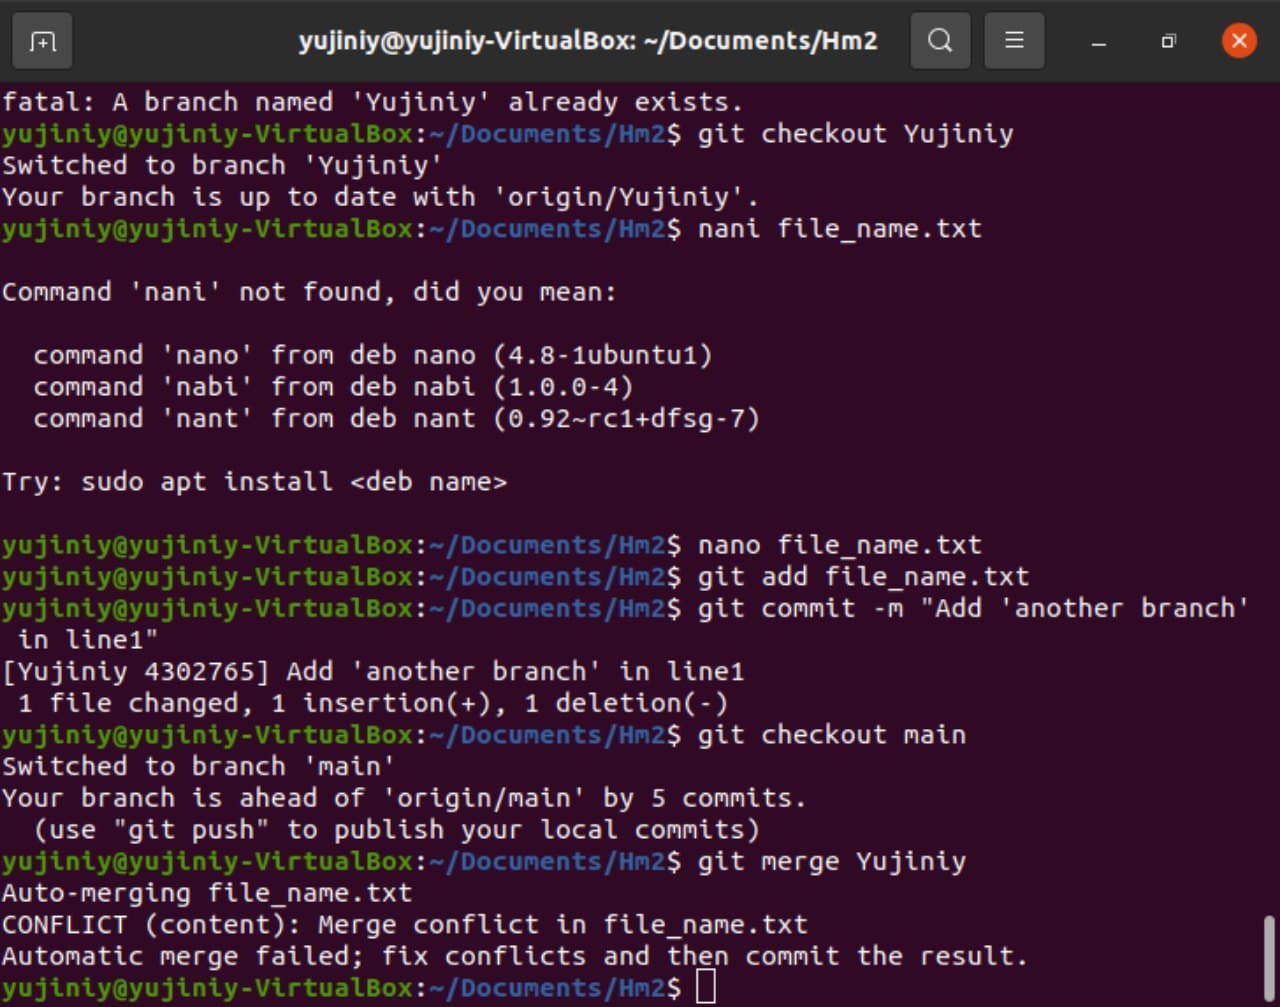 yujiniy@yujiniy-VirtualBox: ~/Documents/Hm2
fatal: A branch named 'Yujiniy' already exists.
yujiniy@yujiniy-VirtualBox:~/Documents/Hm2$ git checkout Yujiniy
Switched to branch 'Yujiniy'
Your branch is up to date with 'origin/Yujiniy'.
yujiniy@yujiniy-VirtualBox:~/Documents/Hm2$ nani file_name.txt
Command 'nani' not found, did you mean:
  command 'nano' from deb nano (4.8-1ubuntu1)
  command 'nabi' from deb nabi (1.0.0-4)
  command 'nant' from deb nant (0.92~rc1+dfsg-7)
Try: sudo apt install <deb name>
yujiniy@yujiniy-VirtualBox:~/Documents/Hm2$ nano file_name.txt
yujiniy@yujiniy-VirtualBox:~/Documents/Hm2$ git add file_name.txt
yujiniy@yujiniy-VirtualBox:~/Documents/Hm2$ git commit -m "Add 'another branch'
 in line1"
[Yujiniy 4302765] Add 'another branch' in line1
 1 file changed, 1 insertion(+), 1 deletion(-)
yujiniy@yujiniy-VirtualBox:~/Documents/Hm2$ git checkout main
Switched to branch 'main'
Your branch is ahead of 'origin/main' by 5 commits.
  (use "git push" to publish your local commits)
yujiniy@yujiniy-VirtualBox:~/Documents/Hm2$ git merge Yujiniy
Auto-merging file_name.txt
CONFLICT (content): Merge conflict in file_name.txt
Automatic merge failed; fix conflicts and then commit the result.
yujiniy@yujiniy-VirtualBox:~/Documents/Hm2$